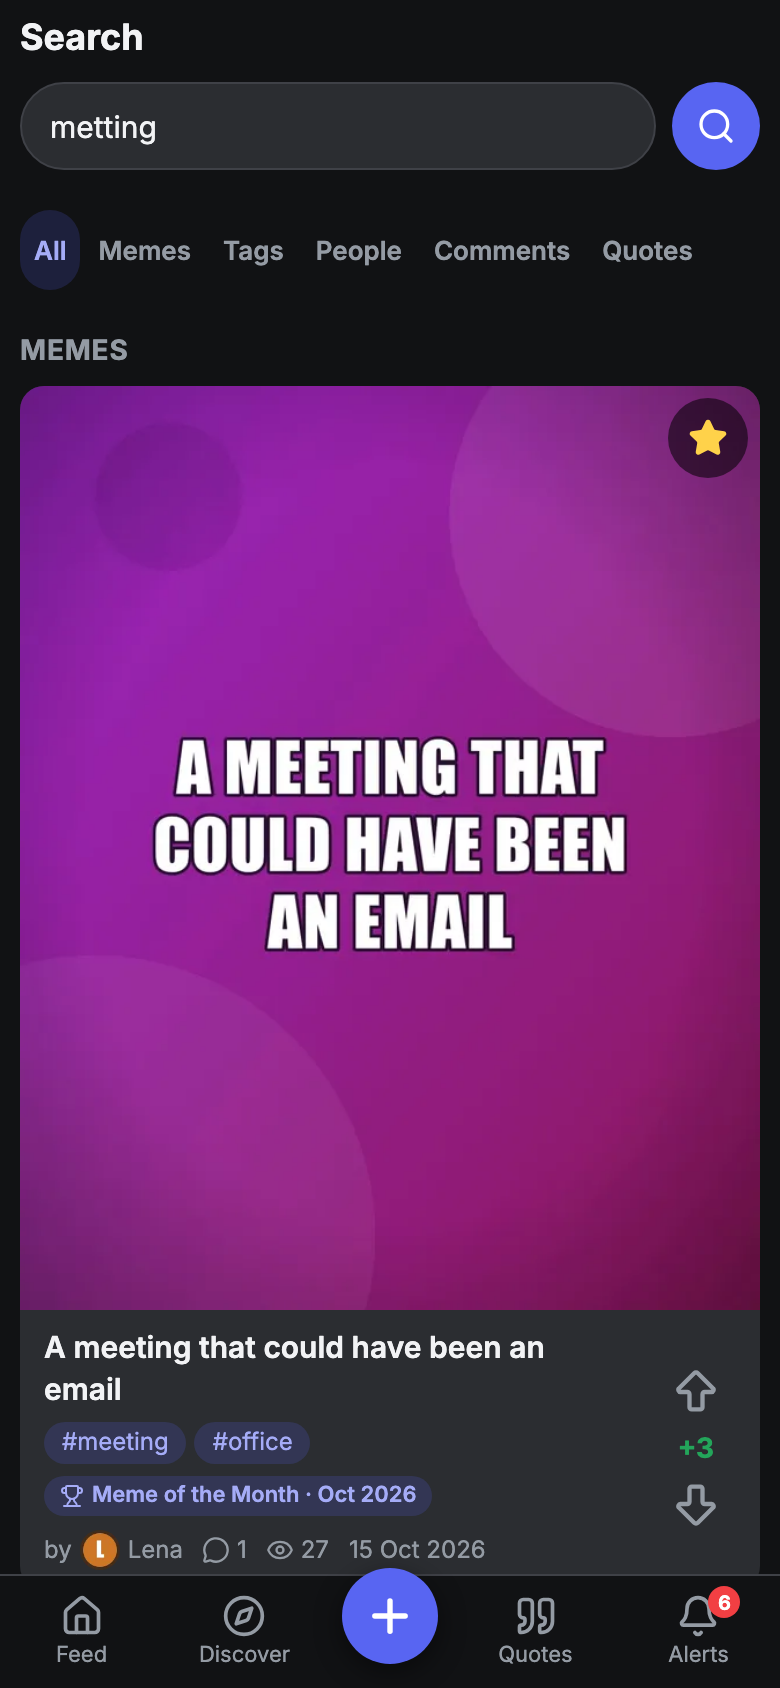 Search
metting
All Memes Tags People Comments Quotes
MEMES
A MEETING THAT
COULD HAVE BEEN
AN EMAIL
A meeting that could have been an
email
#meeting #office
+3
Meme of the Month · Oct 2026
by L Lena 1 27 15 Oct 2026
6
Feed Discover Quotes Alerts